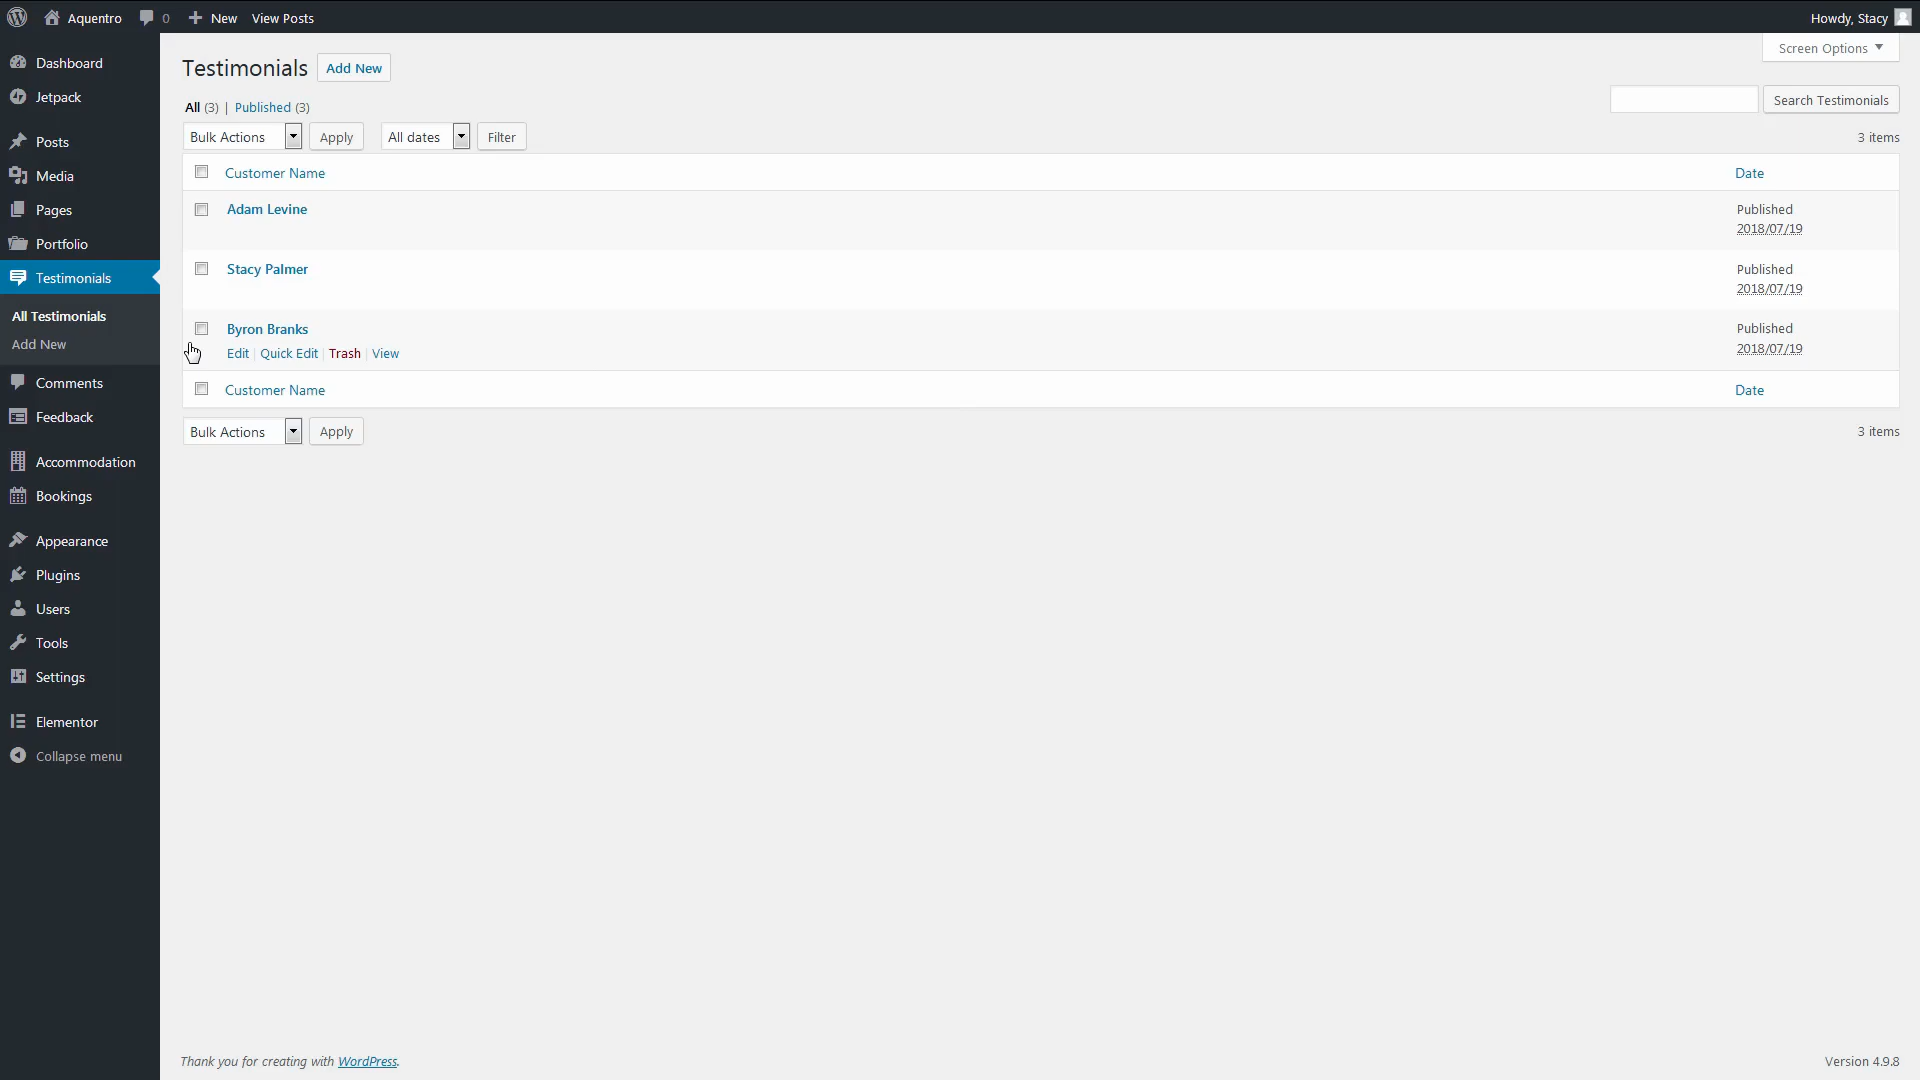 Aquentro 0 New View Posts Howdy, Stacy
Screen Options
Dashboard
Jetpack
Posts
Media
Pages
Portfolio
Testimonials
All Testimonials
Add New
Comments
Feedback
Accommodation
Bookings
Appearance
Plugins
Users
Tools
Settings
Elementor
Collapse menu
Testimonials Add New
All (3) | Published (3)
Search Testimonials
Bulk Actions Apply All dates Filter 3 items
Customer Name Date
Adam Levine Published
2018/07/19
Stacy Palmer Published
2018/07/19
Byron Branks Published
Edit | Quick Edit | Trash | View 2018/07/19
Customer Name Date
Bulk Actions Apply 3 items
Thank you for creating with WordPress. Version 4.9.8